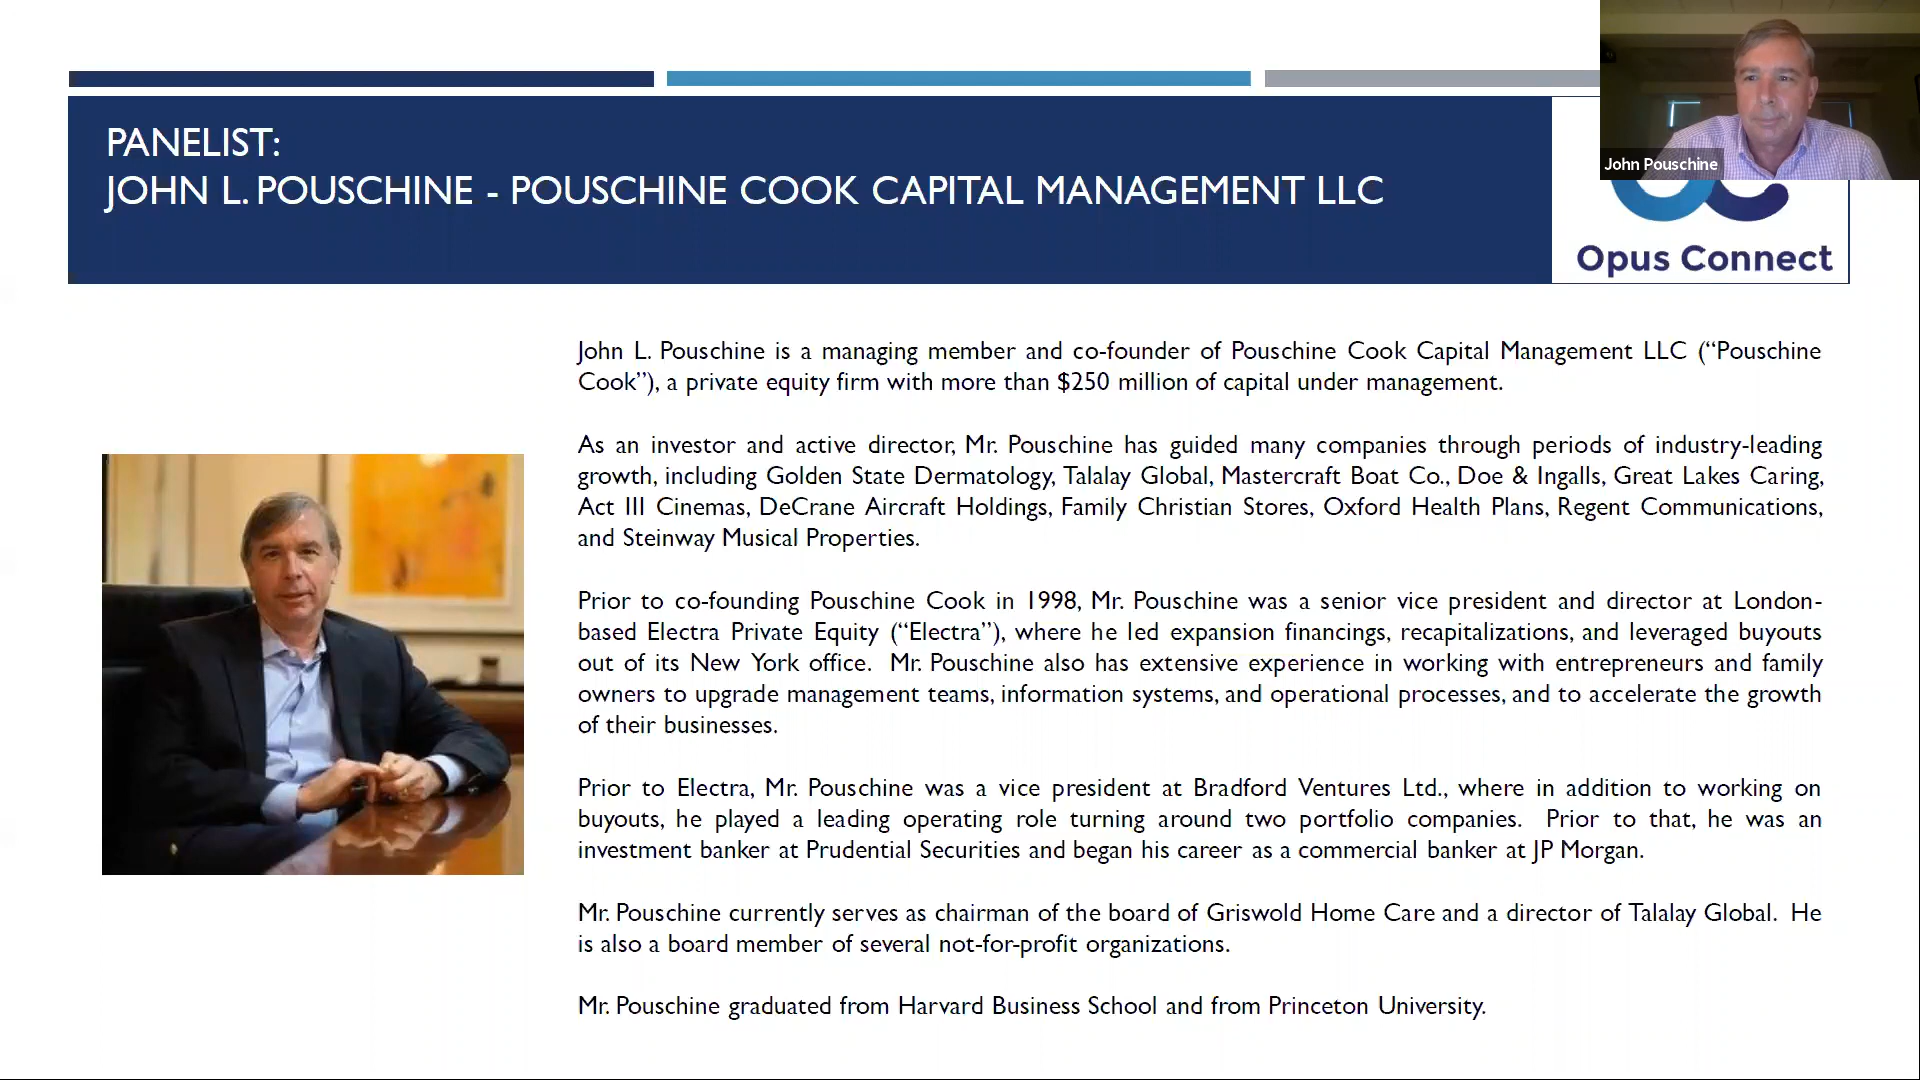 PANELIST:
JOHN L. POUSCHINE - POUSCHINE COOK CAPITAL MANAGEMENT LLC
John Pouschine
Opus Connect
John L. Pouschine is a managing member and co-founder of Pouschine Cook Capital Management LLC (“Pouschine
Cook”), a private equity firm with more than $250 million of capital under management.
As an investor and active director, Mr. Pouschine has guided many companies through periods of industry-leading
growth, including Golden State Dermatology, Talalay Global, Mastercraft Boat Co., Doe & Ingalls, Great Lakes Caring,
Act III Cinemas, DeCrane Aircraft Holdings, Family Christian Stores, Oxford Health Plans, Regent Communications,
and Steinway Musical Properties.
Prior to co-founding Pouschine Cook in 1998, Mr. Pouschine was a senior vice president and director at London-
based Electra Private Equity (“Electra”), where he led expansion financings, recapitalizations, and leveraged buyouts
out of its New York office. Mr. Pouschine also has extensive experience in working with entrepreneurs and family
owners to upgrade management teams, information systems, and operational processes, and to accelerate the growth
of their businesses.
Prior to Electra, Mr. Pouschine was a vice president at Bradford Ventures Ltd., where in addition to working on
buyouts, he played a leading operating role turning around two portfolio companies. Prior to that, he was an
investment banker at Prudential Securities and began his career as a commercial banker at JP Morgan.
Mr. Pouschine currently serves as chairman of the board of Griswold Home Care and a director of Talalay Global. He
is also a board member of several not-for-profit organizations.
Mr. Pouschine graduated from Harvard Business School and from Princeton University.